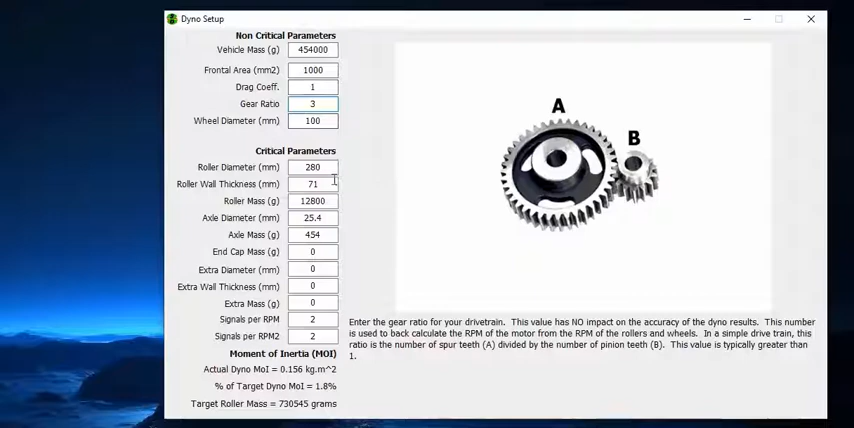 Dyno Setup
Non Critical Parameters
Vehicle Mass (g) 454000
Frontal Area (mm2) 1000
Drag Coeff. 1
Gear Ratio 3
Wheel Diameter (mm) 100
Critical Parameters
Roller Diameter (mm) 280
Roller Wall Thickness (mm) 71
Roller Mass (g) 12800
Axle Diameter (mm) 25.4
Axle Mass (g) 454
End Cap Mass (g) 0
Extra Diameter (mm) 0
Extra Wall Thickness (mm) 0
Extra Mass (g) 0
Signals per RPM 2
Signals per RPM2 2
Moment of Inertia (MOI)
Actual Dyno MoI = 0.156 kg.m^2
% of Target Dyno MoI = 1.8%
Target Roller Mass = 730545 grams
A
B
Enter the gear ratio for your drivetrain. This value has NO impact on the accuracy of the dyno results. This number
is used to back calculate the RPM of the motor from the RPM of the rollers and wheels. In a simple drive train, this
ratio is the number of spur teeth (A) divided by the number of pinion teeth (B). This value is typically greater than
1.